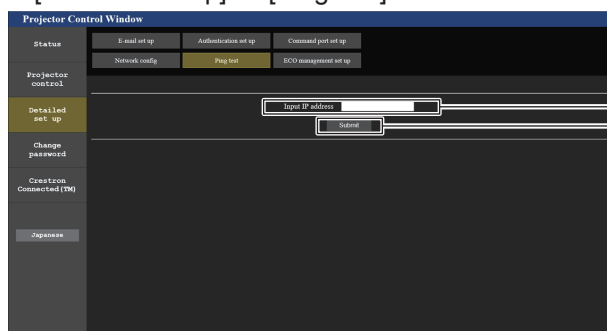 Projector Control Window
Status
E-mail set up
Authentication set up
Command port set up
Network config
Ping test
ECO management set up
Projector
control
Detailed
set up
Input IP address
Submit
Change
password
Crestron
Connected(TM)
Japanese